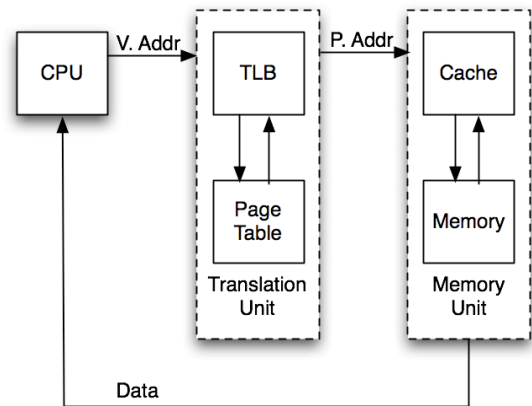 V. Addr
P. Addr
CPU
TLB
Cache
Page
Table
Memory
Translation
Unit
Memory
Unit
Data